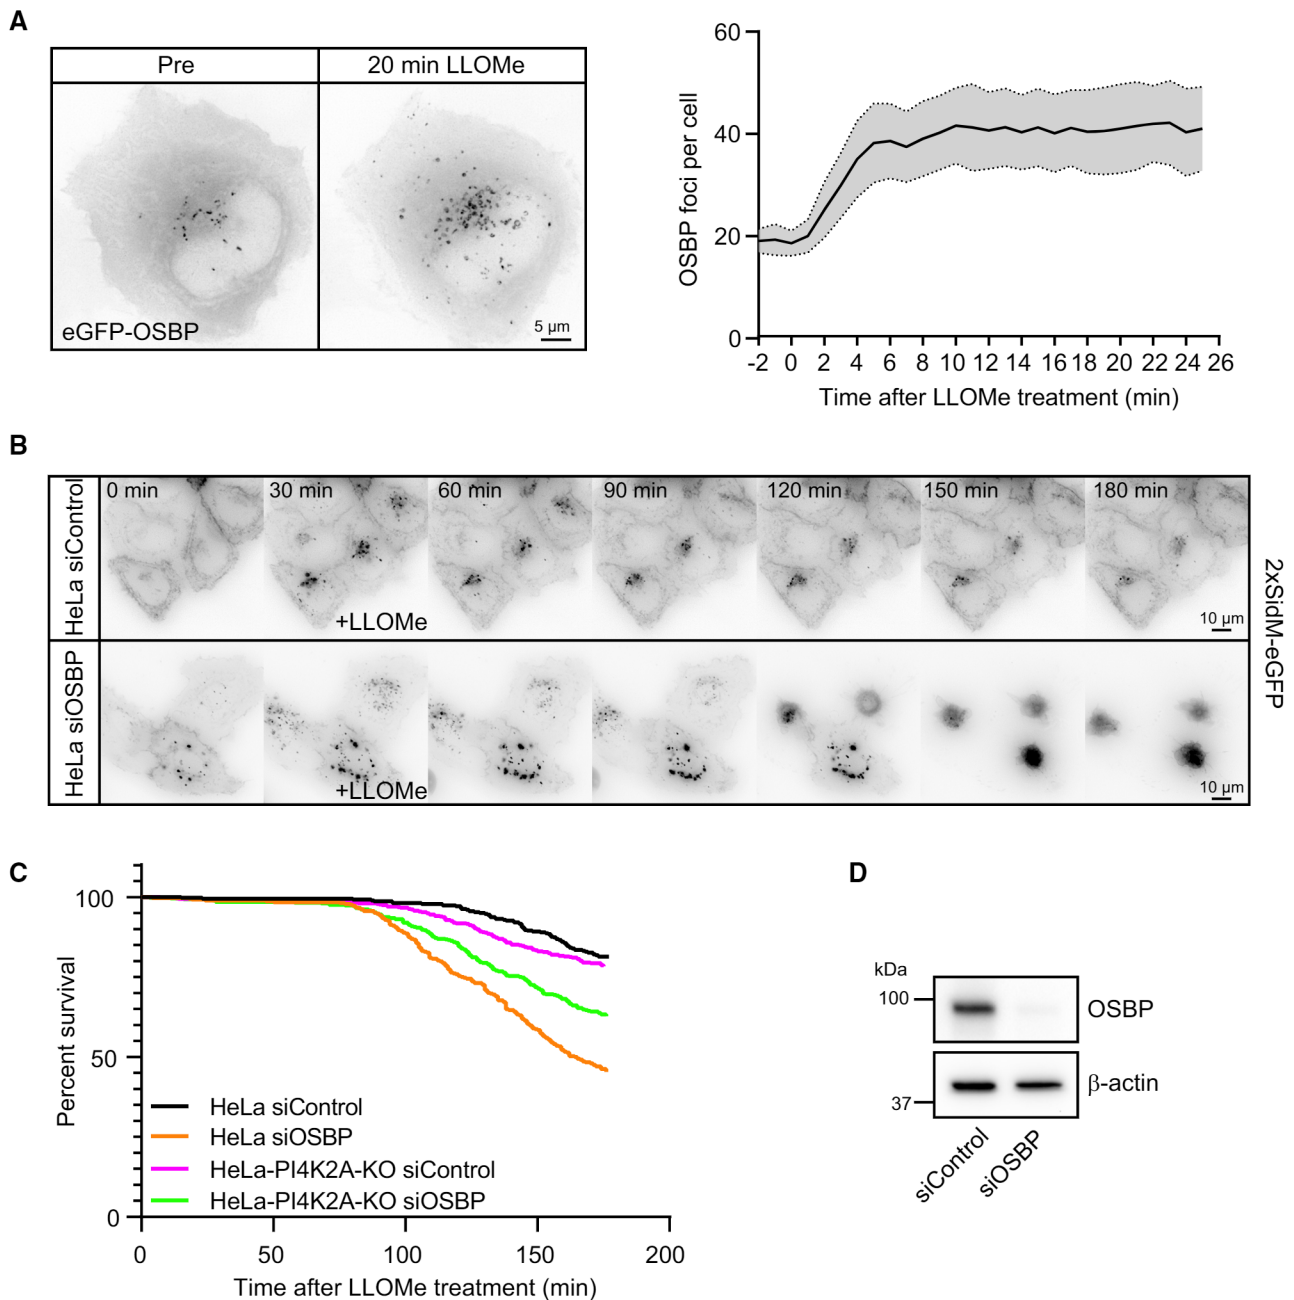 A
Pre
20 min LLOMe
eGFP-OSBP
5 µm
60
40
20
0
OSBP foci per cell
-2 0 2 4 6 8 10 12 14 16 18 20 22 24 26
Time after LLOMe treatment (min)
B
HeLa siControl
0 min
30 min
60 min
90 min
120 min
150 min
180 min
+LLOMe
10 µm
HeLa siOSBP
+LLOMe
10 µm
2xSidM-eGFP
C
100
50
0
Percent survival
HeLa siControl
HeLa siOSBP
HeLa-PI4K2A-KO siControl
HeLa-PI4K2A-KO siOSBP
0 50 100 150 200
Time after LLOMe treatment (min)
D
kDa
100
OSBP
37
β-actin
siControl
siOSBP